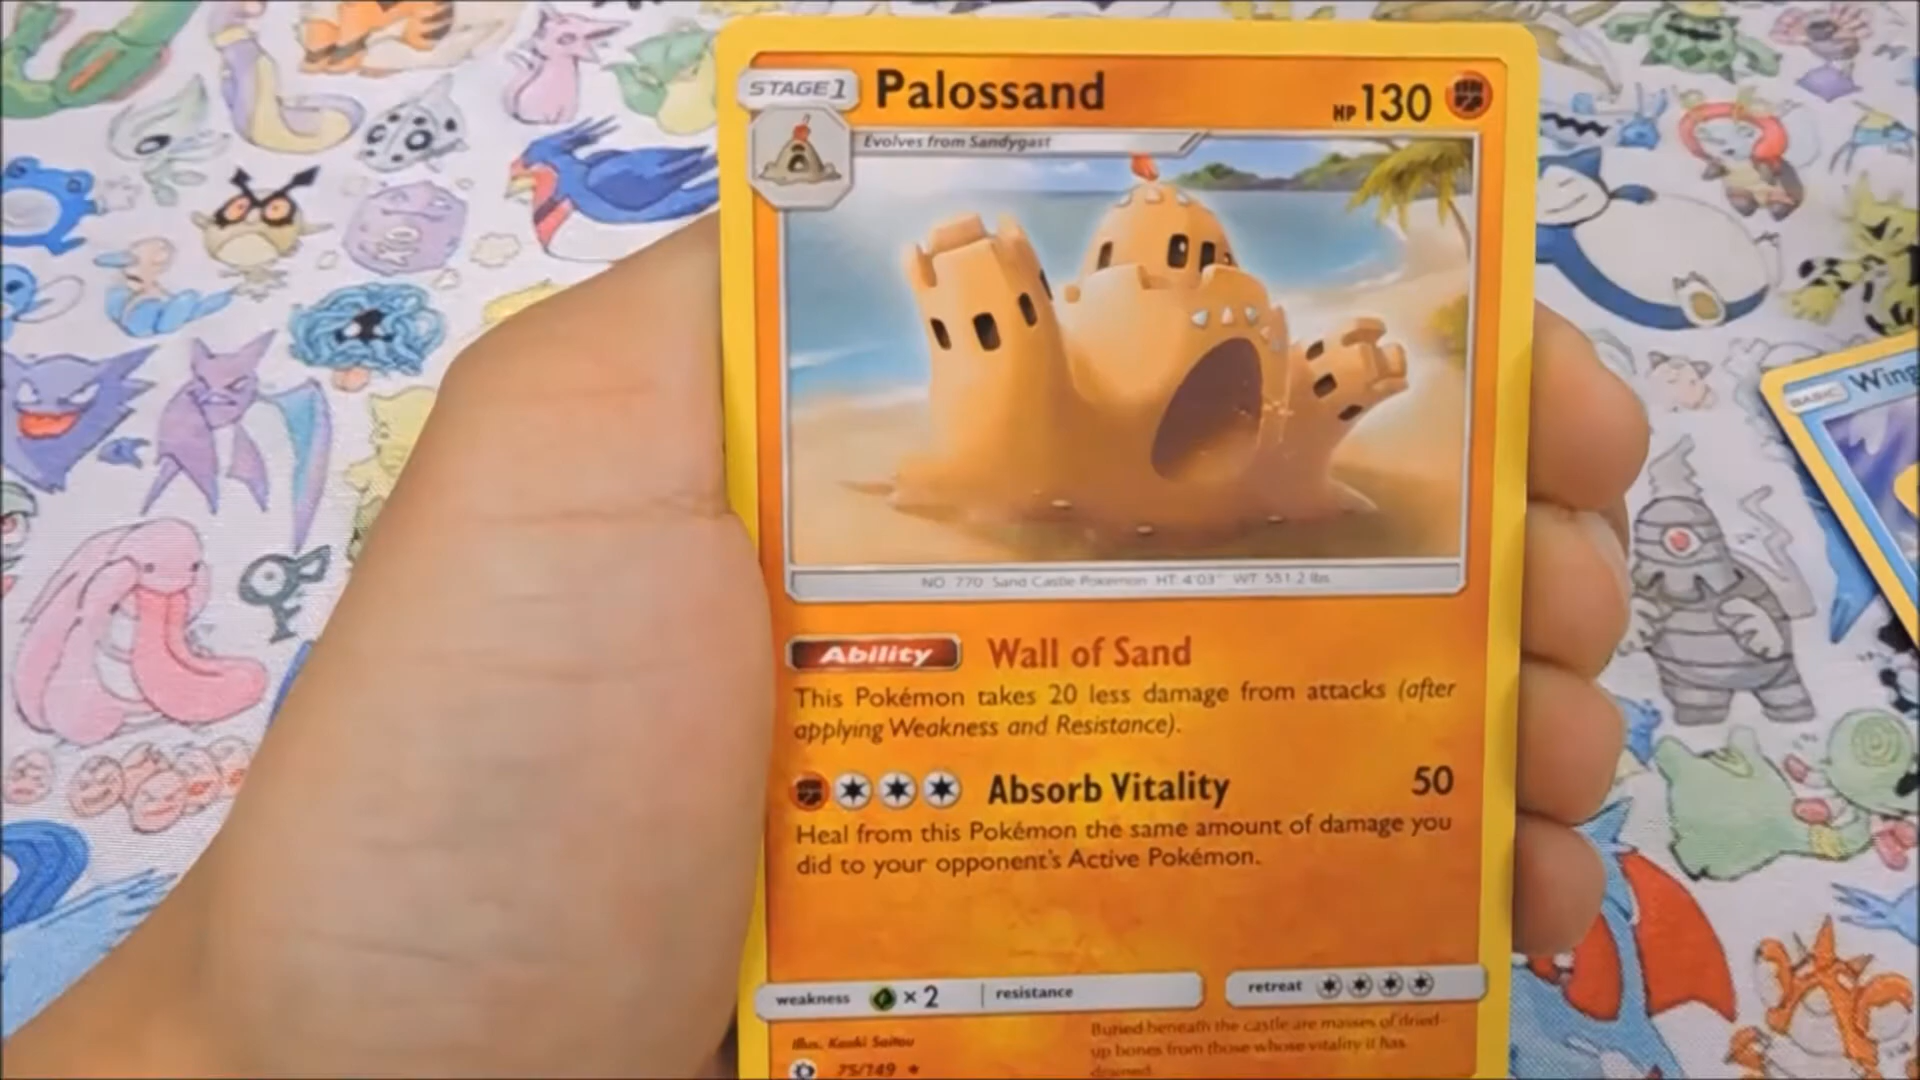 STAGE 1 Palossand HP 130
Evolves from Sandygast
NO. 770 Sand Castle Pokémon HT: 4'03" WT: 551.2 lbs
Ability Wall of Sand
This Pokémon takes 20 less damage from attacks (after
applying Weakness and Resistance).
Absorb Vitality 50
Heal from this Pokémon the same amount of damage you
did to your opponent's Active Pokémon.
weakness × 2 resistance retreat
Illus. Kouki Saitou
75/149
Buried beneath the castle are masses of dried-
up bones from those whose vitality it has
drained.
BASIC Wing